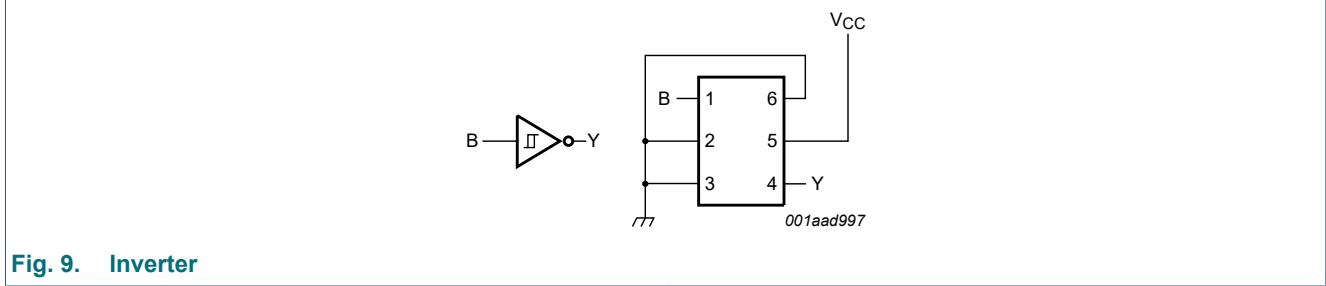 VCC
B 1 6
B Y
2 5
3 4 Y
001aad997
Fig. 9. Inverter